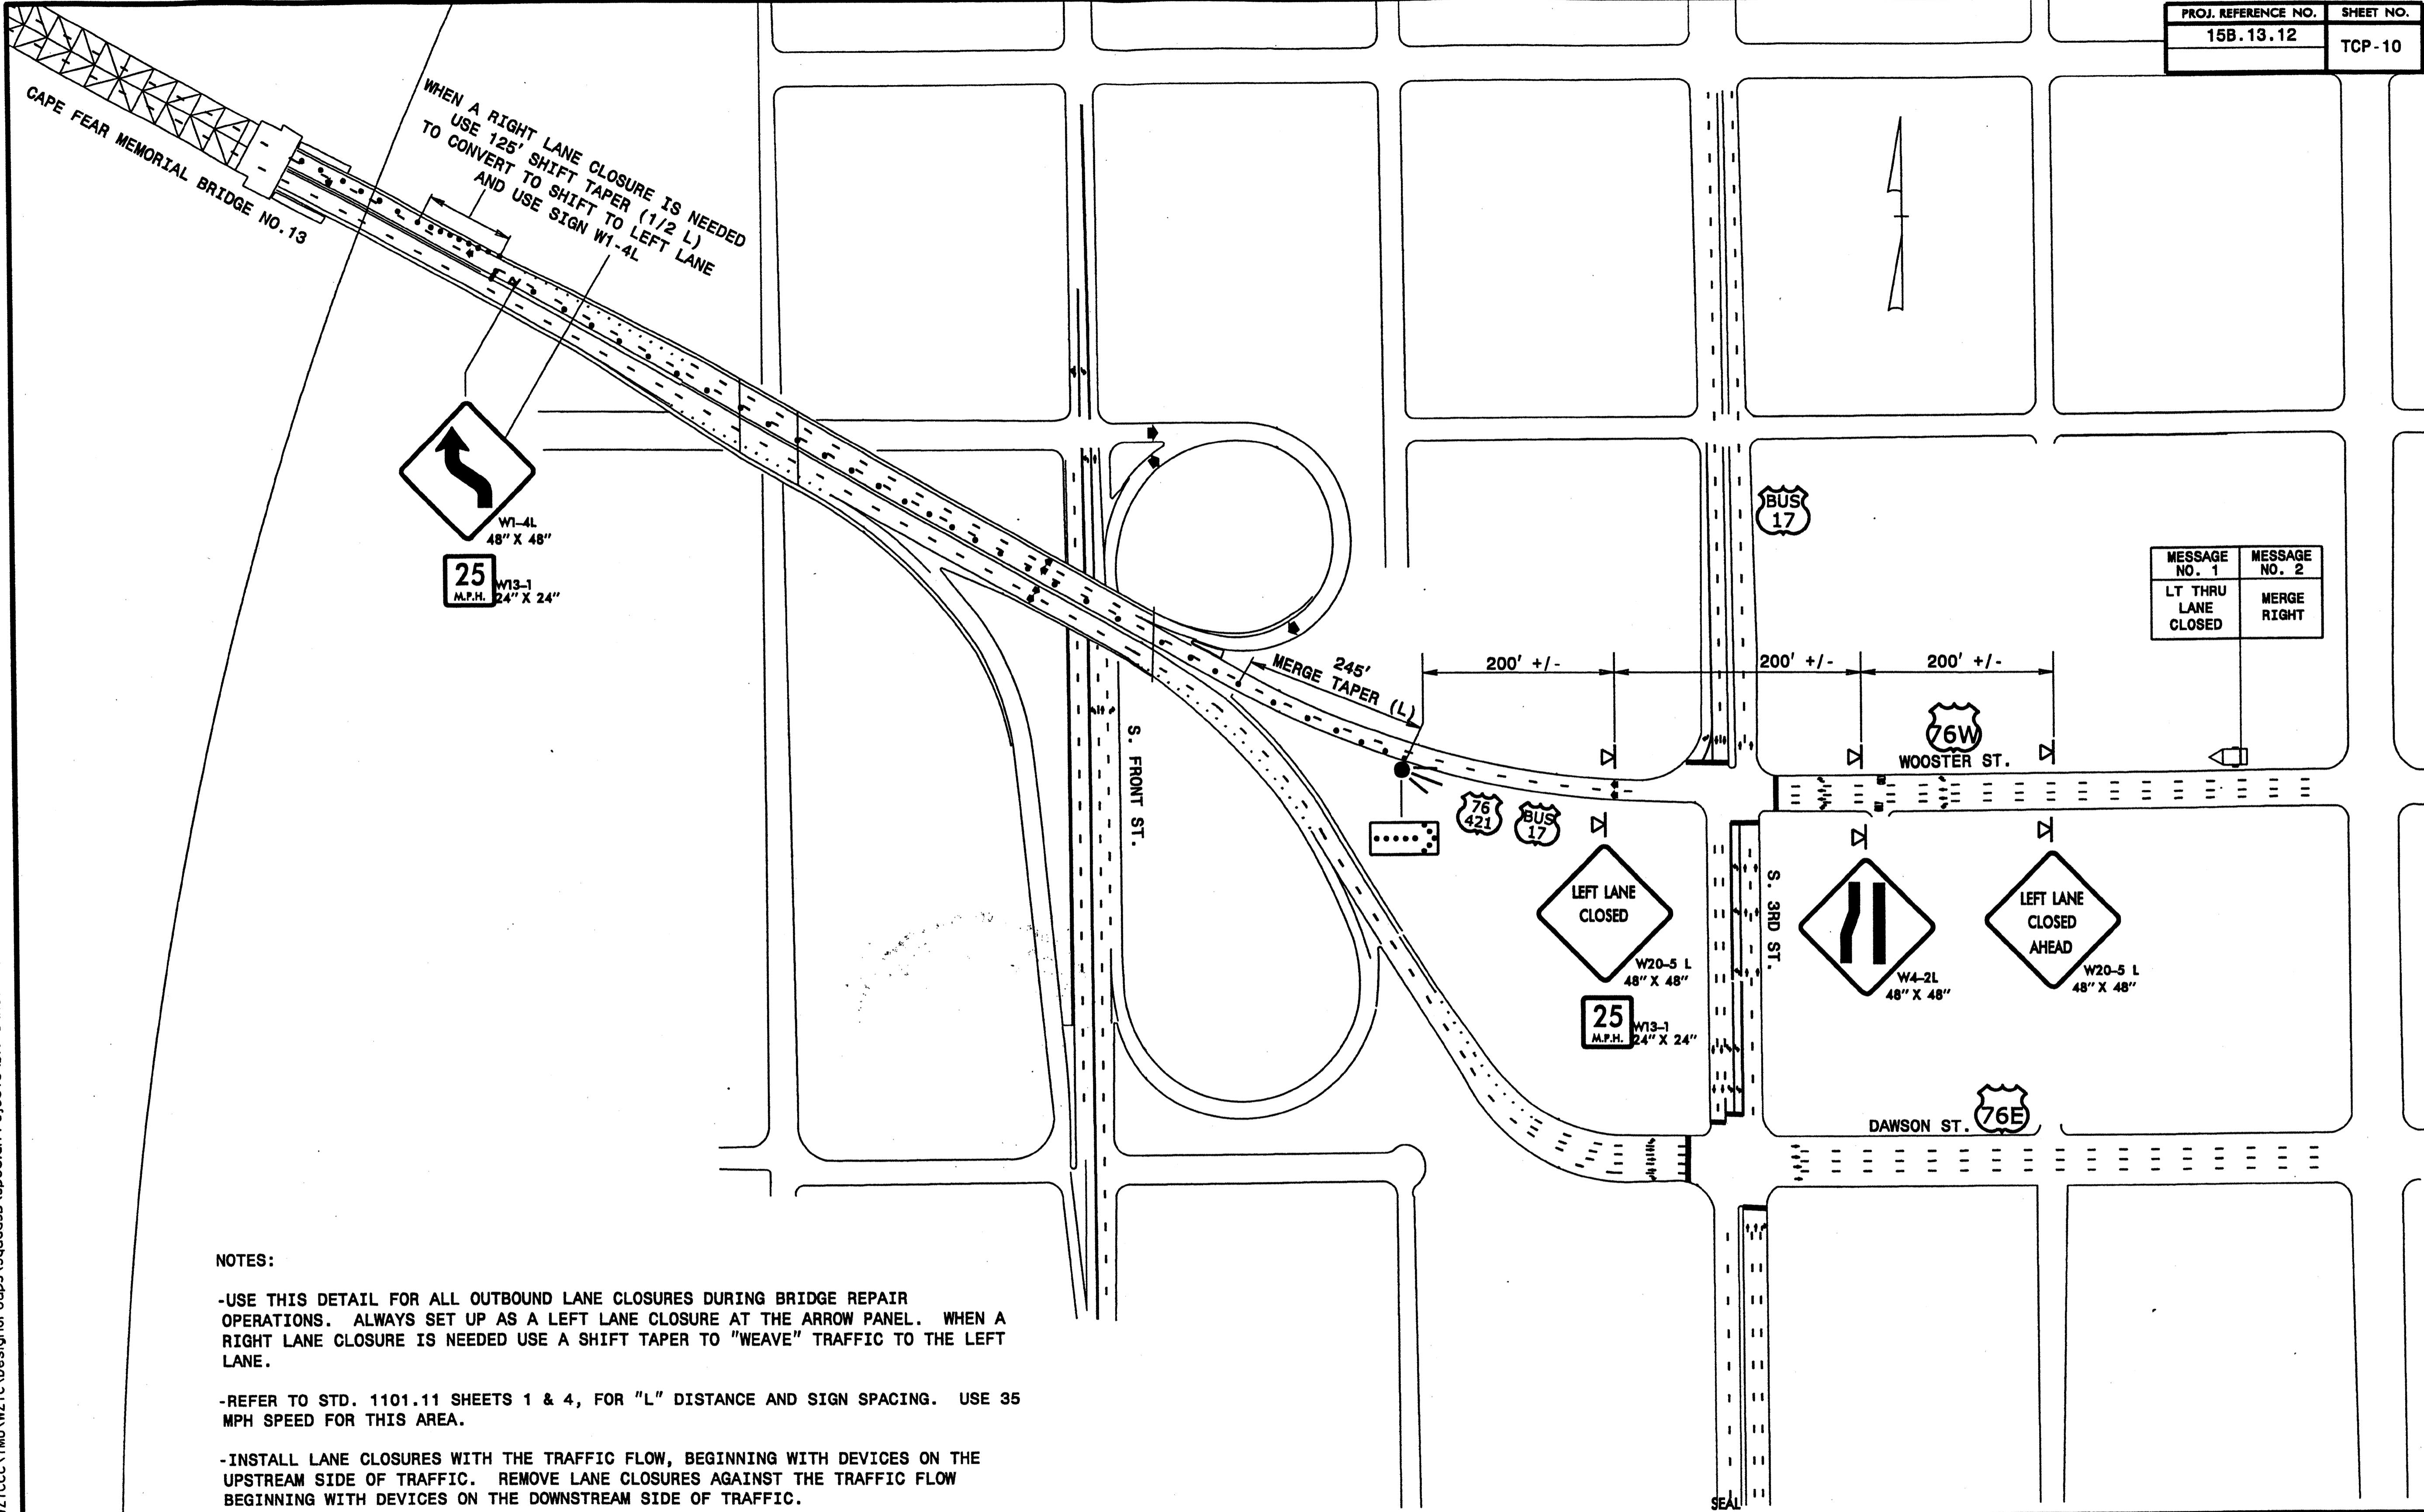 PROJ. REFERENCE NO.
SHEET NO.
15B.13.12
TCP-10
CAPE FEAR MEMORIAL BRIDGE NO.13
WHEN A RIGHT LANE CLOSURE IS NEEDED
USE 125' SHIFT TAPER (1/2 L)
TO CONVERT TO SHIFT TO LEFT LANE
AND USE SIGN W1-4L
W1-4L
48" X 48"
25
M.P.H.
W13-1
24" X 24"
BUS
17
MESSAGE
NO. 1
MESSAGE
NO. 2
LT THRU
LANE
CLOSED
MERGE
RIGHT
245'
MERGE TAPER (L)
200' +/-
200' +/-
200' +/-
76W
WOOSTER ST.
S. FRONT ST.
76
421
BUS
17
LEFT LANE
CLOSED
W20-5 L
48" X 48"
25
M.P.H.
W13-1
24" X 24"
S. 3RD ST.
W4-2L
48" X 48"
LEFT LANE
CLOSED
AHEAD
W20-5 L
48" X 48"
DAWSON ST.
76E
NOTES:
-USE THIS DETAIL FOR ALL OUTBOUND LANE CLOSURES DURING BRIDGE REPAIR
OPERATIONS. ALWAYS SET UP AS A LEFT LANE CLOSURE AT THE ARROW PANEL. WHEN A
RIGHT LANE CLOSURE IS NEEDED USE A SHIFT TAPER TO "WEAVE" TRAFFIC TO THE LEFT
LANE.
-REFER TO STD. 1101.11 SHEETS 1 & 4, FOR "L" DISTANCE AND SIGN SPACING. USE 35
MPH SPEED FOR THIS AREA.
-INSTALL LANE CLOSURES WITH THE TRAFFIC FLOW, BEGINNING WITH DEVICES ON THE
UPSTREAM SIDE OF TRAFFIC. REMOVE LANE CLOSURES AGAINST THE TRAFFIC FLOW
BEGINNING WITH DEVICES ON THE DOWNSTREAM SIDE OF TRAFFIC.
SEAL